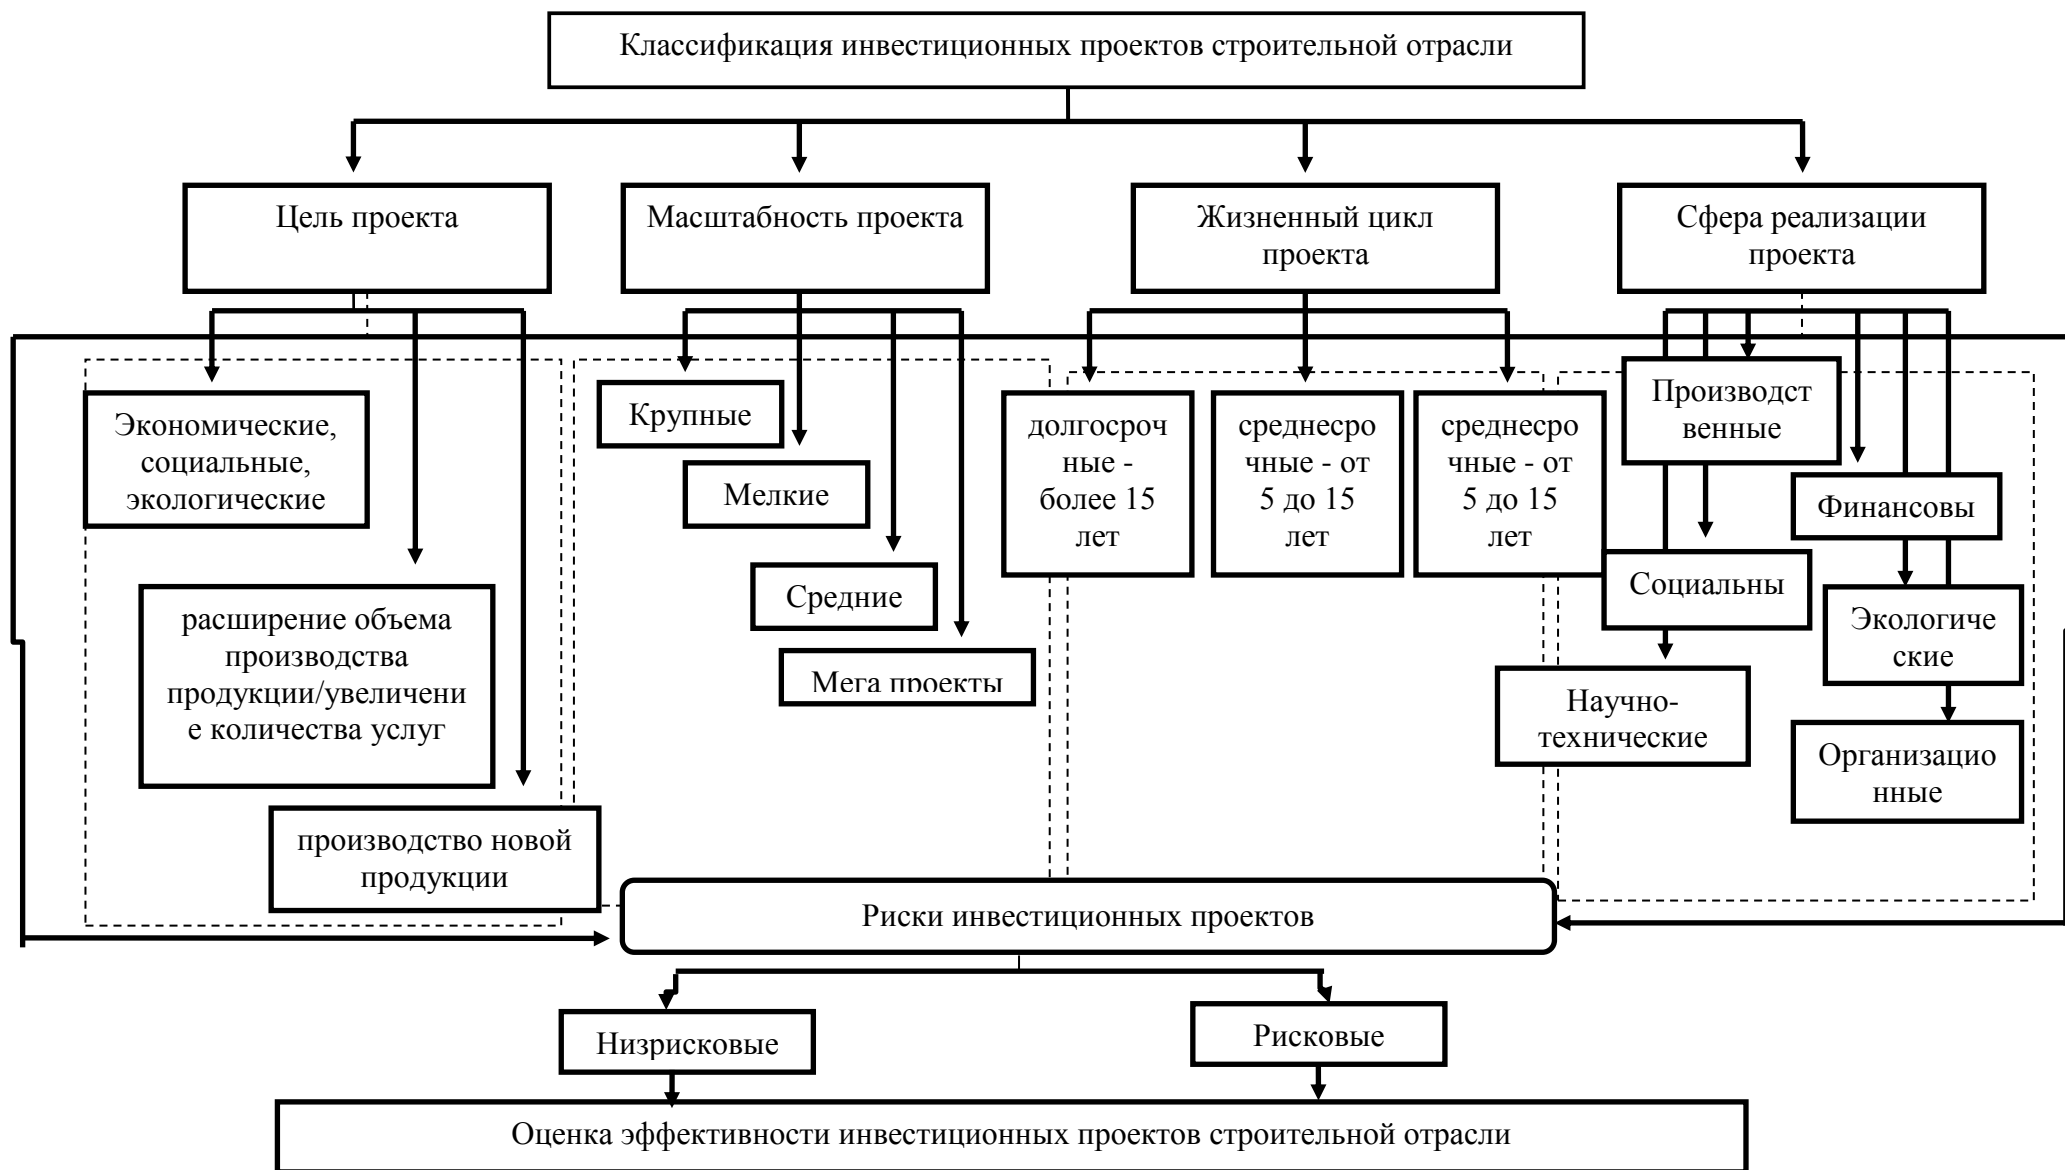 Классификация инвестиционных проектов строительной отрасли
Цель проекта
Масштабность проекта
Жизненный цикл
проекта
Сфера реализации
проекта
Экономические,
социальные,
экологические
расширение объема
производства
продукции/увеличени
е количества услуг
производство новой
продукции
Крупные
Мелкие
Средние
Мега проекты
долгосроч
ные -
более 15
лет
среднесро
чные - от
5 до 15
лет
среднесро
чные - от
5 до 15
лет
Производст
венные
Социальны
Научно-
технические
Финансовы
Экологиче
ские
Организацио
нные
Риски инвестиционных проектов
Низрисковые
Рисковые
Оценка эффективности инвестиционных проектов строительной отрасли